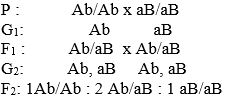 P : Ab/Ab x aB/aB
G1: Ab aB
F1 : Ab/aB x Ab/aB
G2: Ab, aB Ab, aB
F2: 1Ab/Ab : 2 Ab/aB : 1 aB/aB